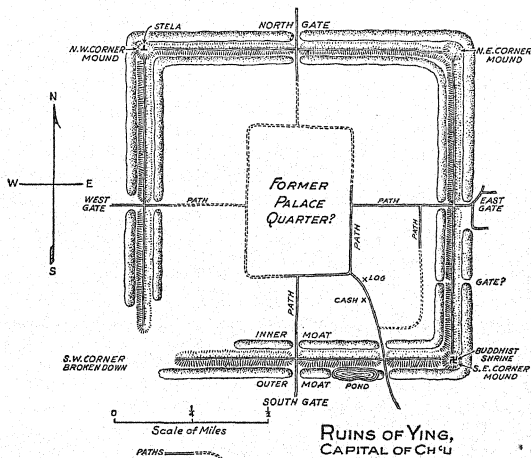 STELA
NORTH GATE
N.W. CORNER
MOUND
N.E. CORNER
MOUND
N
W E
S
FORMER
PALACE
QUARTER?
WEST
GATE
PATH
PATH
EAST
GATE
PATH
PATH
GATE?
×LOG
CASH ×
PATH
INNER MOAT
S.W. CORNER
BROKEN DOWN
BUDDHIST
SHRINE
S.E. CORNER
MOUND
OUTER MOAT POND
SOUTH GATE
0 ¼ ½
Scale of Miles
PATHS
RUINS OF YING,
CAPITAL OF CHʻU